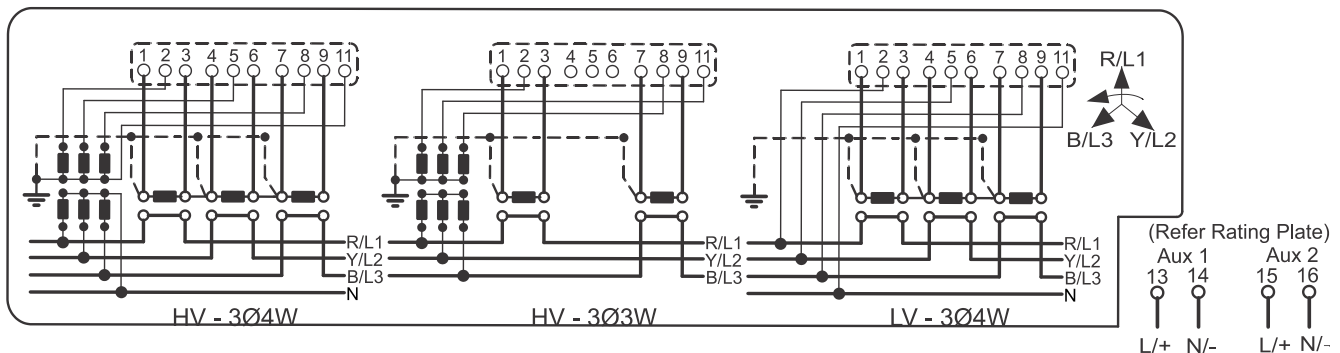 1 2 3 4 5 6 7 8 9 11
1 2 3 4 5 6 7 8 9 11
1 2 3 4 5 6 7 8 9 11
R/L1
B/L3 Y/L2
R/L1
Y/L2
B/L3
N
R/L1
Y/L2
B/L3
R/L1
Y/L2
B/L3
N
HV - 3Ø4W
HV - 3Ø3W
LV - 3Ø4W
(Refer Rating Plate)
Aux 1 Aux 2
13 14 15 16
L/+ N/- L/+ N/-